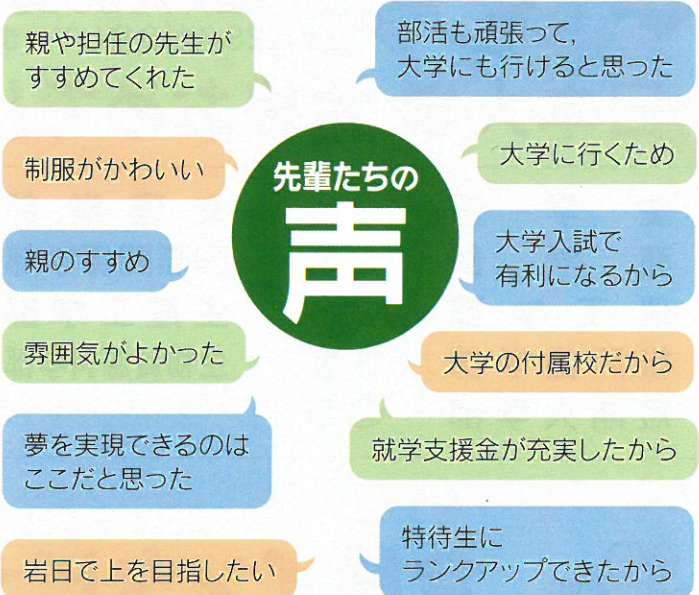 親や担任の先生が
すすめてくれた
制服がかわいい
親のすすめ
雰囲気がよかった
夢を実現できるのは
ここだと思った
岩日で上を目指したい
先輩たちの
声
部活も頑張って,
大学にも行けると思った
大学に行くため
大学入試で
有利になるから
大学の付属校だから
就学支援金が充実したから
特待生に
ランクアップできたから